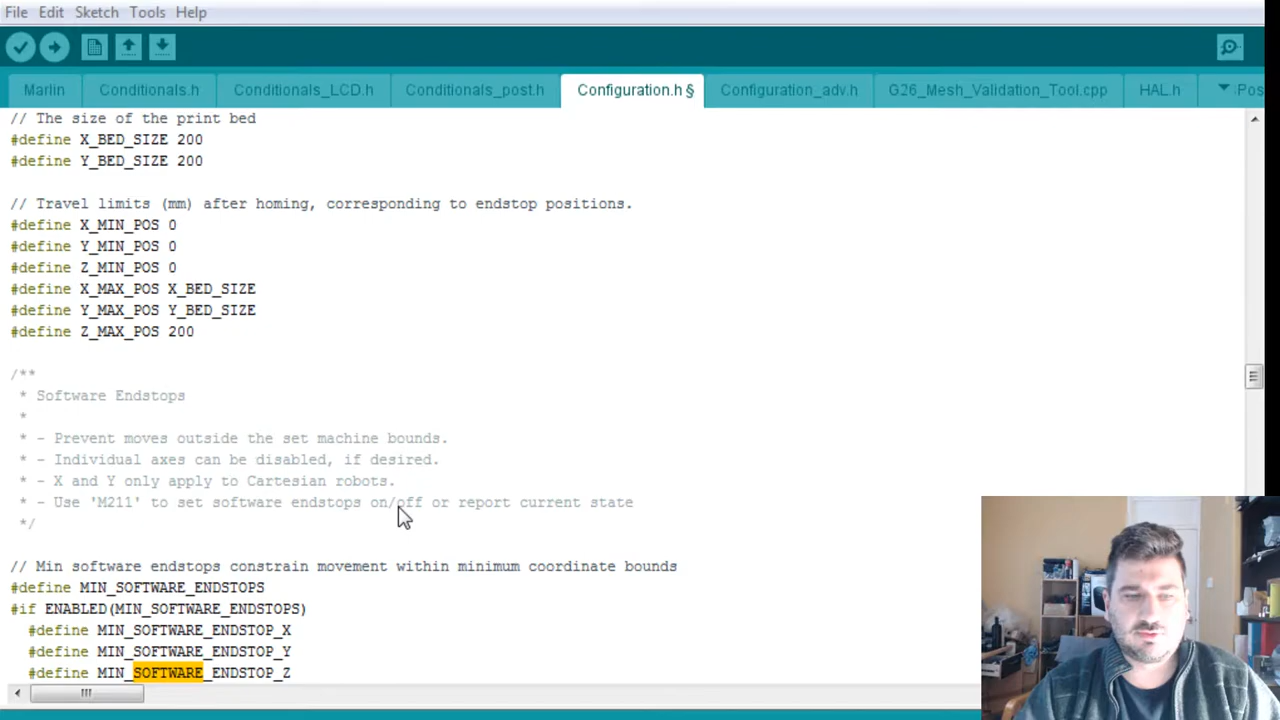 File Edit Sketch Tools Help
Marlin Conditionals.h Conditionals_LCD.h Conditionals_post.h Configuration.h § Configuration_adv.h G26_Mesh_Validation_Tool.cpp HAL.h Pos
// The size of the print bed
#define X_BED_SIZE 200
#define Y_BED_SIZE 200
// Travel limits (mm) after homing, corresponding to endstop positions.
#define X_MIN_POS 0
#define Y_MIN_POS 0
#define Z_MIN_POS 0
#define X_MAX_POS X_BED_SIZE
#define Y_MAX_POS Y_BED_SIZE
#define Z_MAX_POS 200
/**
* Software Endstops
*
* - Prevent moves outside the set machine bounds.
* - Individual axes can be disabled, if desired.
* - X and Y only apply to Cartesian robots.
* - Use 'M211' to set software endstops on/off or report current state
*/
// Min software endstops constrain movement within minimum coordinate bounds
#define MIN_SOFTWARE_ENDSTOPS
#if ENABLED(MIN_SOFTWARE_ENDSTOPS)
#define MIN_SOFTWARE_ENDSTOP_X
#define MIN_SOFTWARE_ENDSTOP_Y
#define MIN_SOFTWARE_ENDSTOP_Z